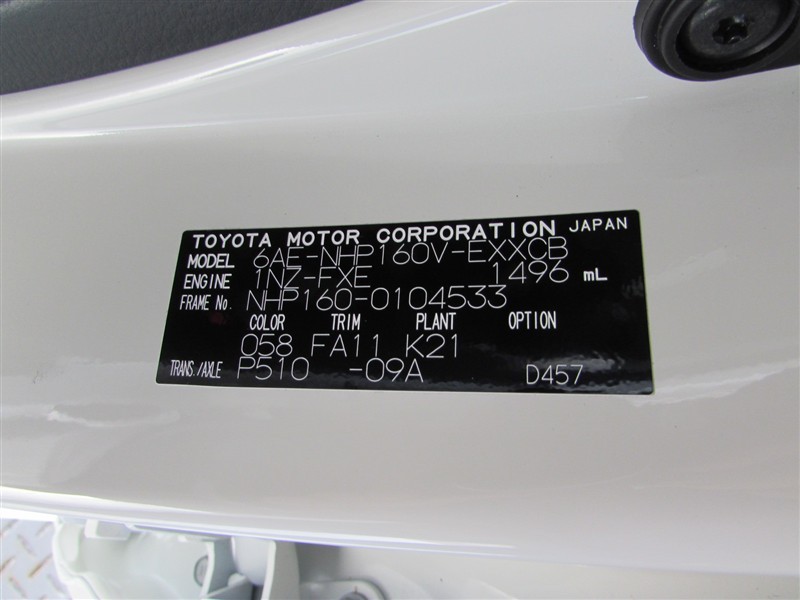 TOYOTA MOTOR CORPORATION JAPAN
MODEL 6AE-NHP160V-EXXCB
ENGINE 1NZ-FXE 1496 mL
FRAME No. NHP160-0104533
COLOR TRIM PLANT OPTION
058 FA11 K21
TRANS./AXLE P510 -09A D457